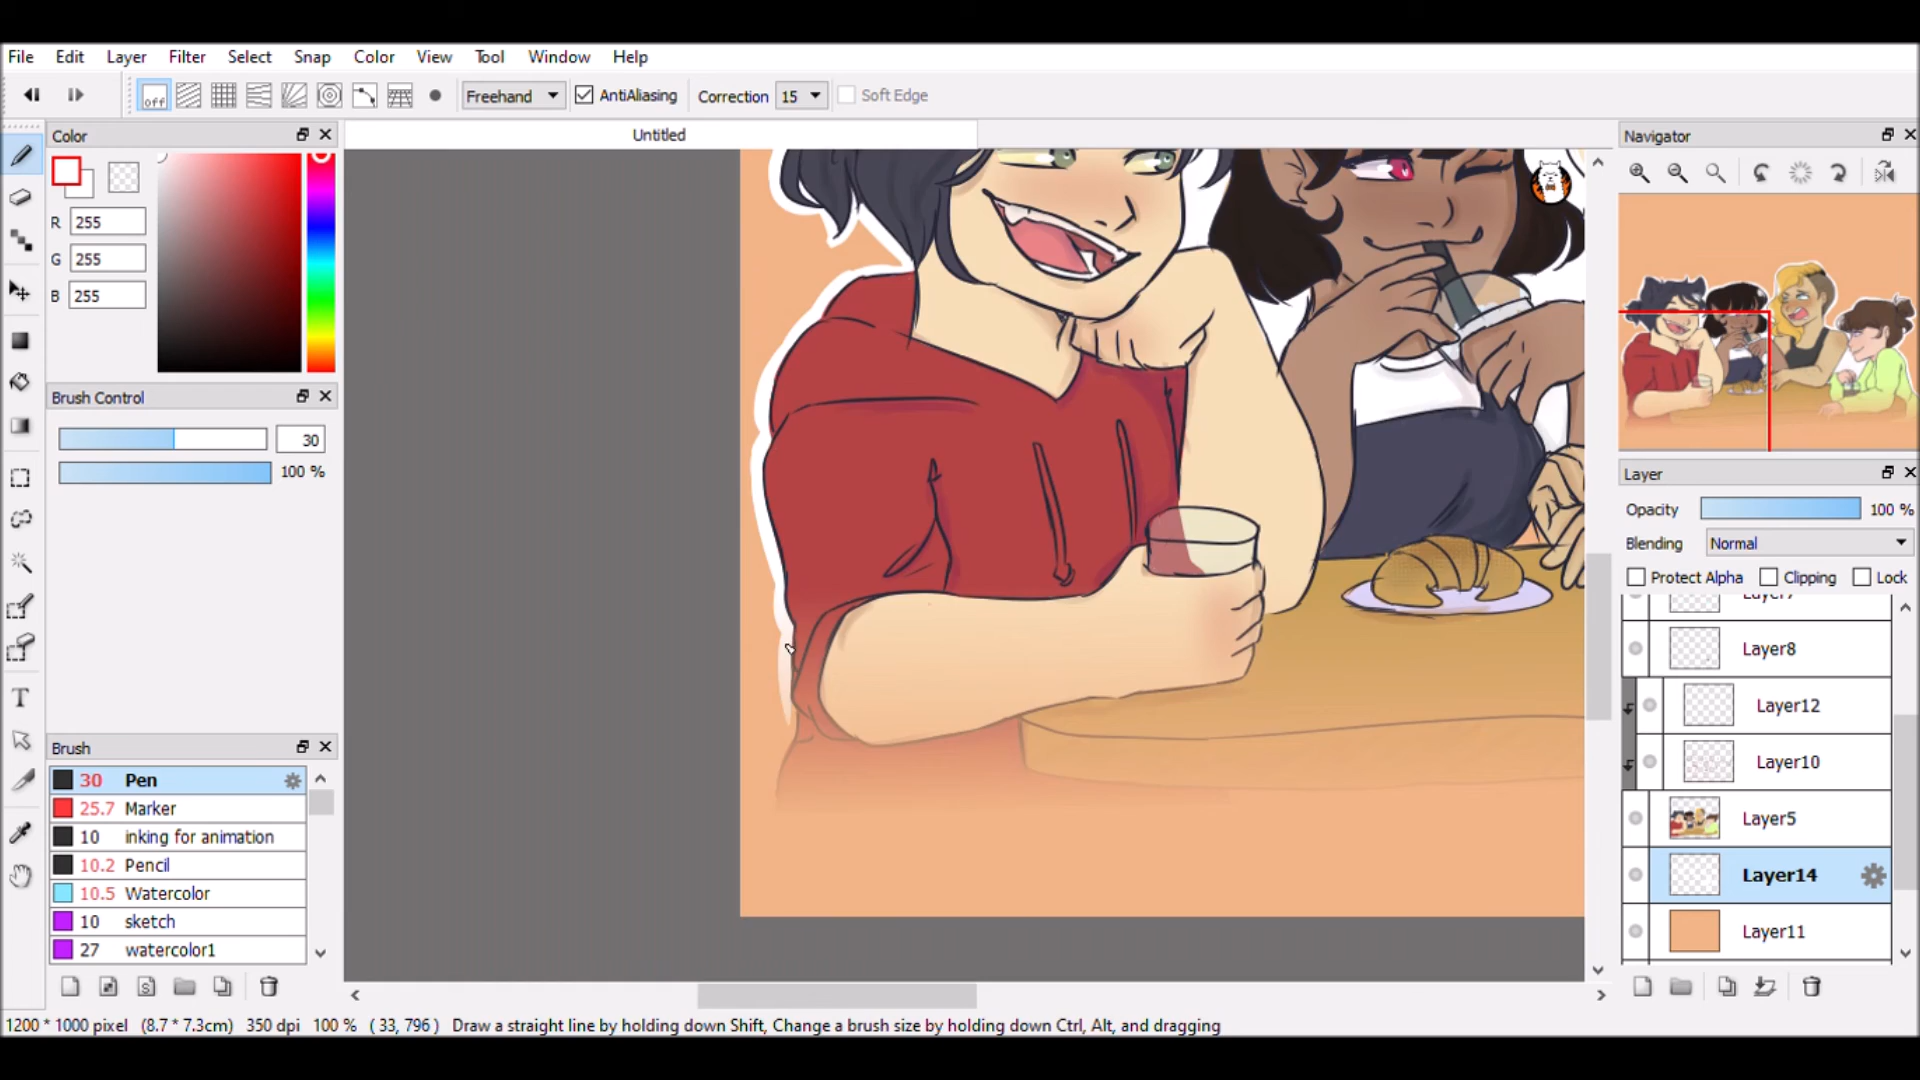 File Edit Layer Filter Select Snap Color View Tool Window Help
off Freehand AntiAliasing Correction 15 Soft Edge
Color
R 255
G 255
B 255
Brush Control
30
100 %
Brush
30 Pen
25.7 Marker
10 inking for animation
10.2 Pencil
10.5 Watercolor
10 sketch
27 watercolor1
Untitled
Navigator
Layer
Opacity 100 %
Blending Normal
Protect Alpha Clipping Lock
Layer7
Layer8
Layer12
Layer10
Layer5
Layer14
Layer11
T
1200 * 1000 pixel (8.7 * 7.3cm) 350 dpi 100 % ( 33, 796 ) Draw a straight line by holding down Shift, Change a brush size by holding down Ctrl, Alt, and dragging